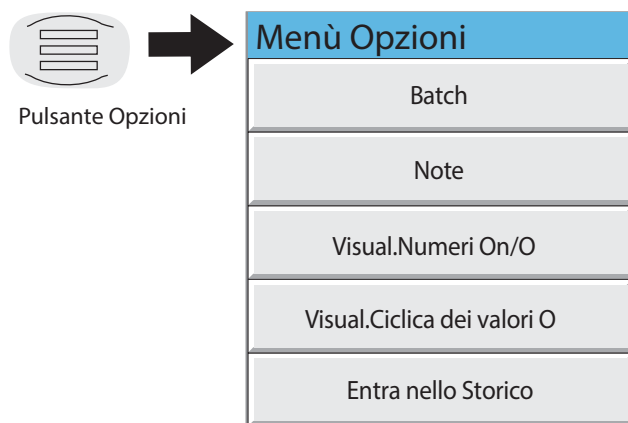 Menù Opzioni
Pulsante Opzioni
Batch
Note
Visual.Numeri On/O
Visual.Ciclica dei valori O
Entra nello Storico